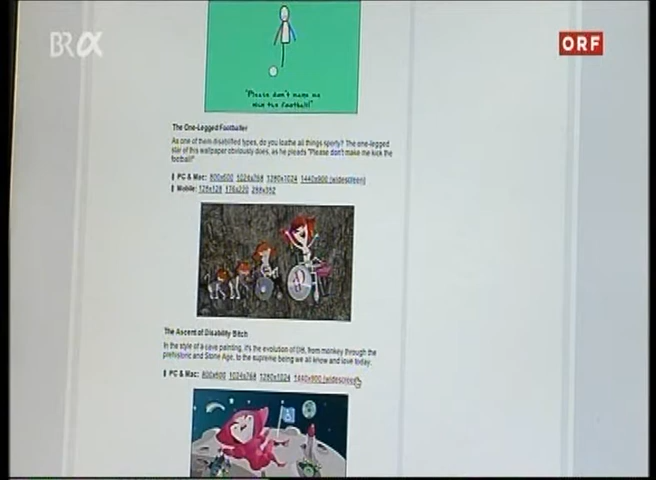 BRα
ORF
"Please don't make me
kick the football!"
The One-Legged Footballer
As one of them disabilified types, do you loathe all things sporty? The one-legged
star of this wallpaper obviously does, as he pleads "Please don't make me kick the
football!"
PC & Mac: 800x600 1024x768 1280x1024 1440x900 (widescreen)
Mobile: 128x128 176x220 208x352
The Ascent of Disability Bitch
In the style of a cave painting, it's the evolution of DB, from monkey through the
prehistoric and Stone Age, to the supreme being we all know and love today.
PC & Mac: 800x600 1024x768 1280x1024 1440x900 (widescreen)